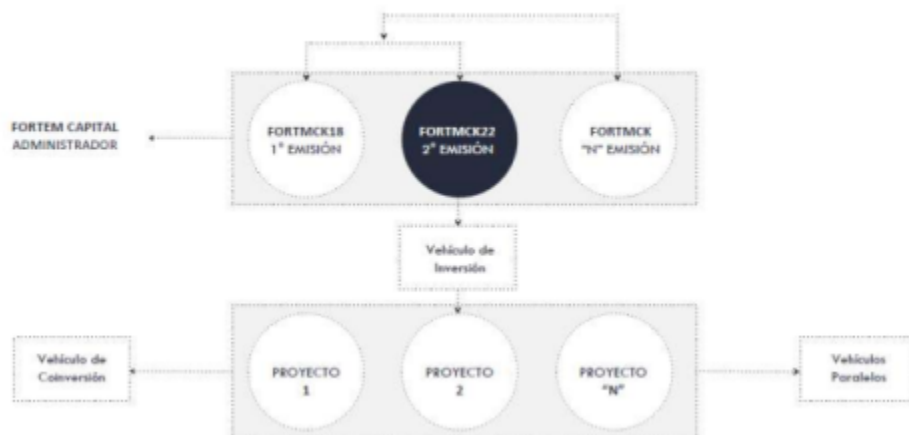 FORTEM CAPITAL
ADMINISTRADOR
FORTMCK18
1° EMISIÓN
FORTMCK22
2° EMISIÓN
FORTMCK
"N" EMISIÓN
Vehículo de
Inversión
Vehículo de
Coinversión
PROYECTO
1
PROYECTO
2
PROYECTO
"N"
Vehículos
Paralelos